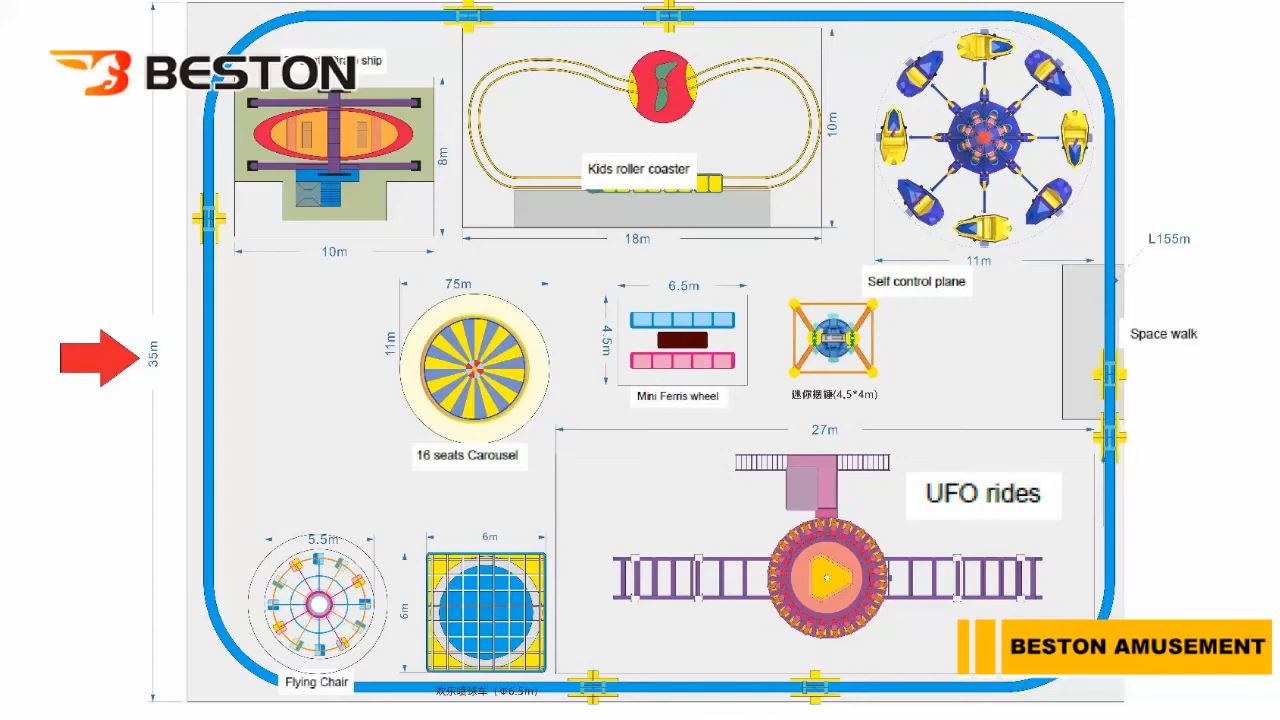 BESTON
ship
8m
10m
Kids roller coaster
10m
18m
11m
Self control plane
L155m
Space walk
35m
75m
11m
16 seats Carousel
6.5m
4.5m
Mini Ferris wheel
迷你摆锤(4.5*4m)
27m
UFO rides
5.5m
Flying Chair
6m
6m
欢乐喷球车（Φ6.5m）
BESTON AMUSEMENT